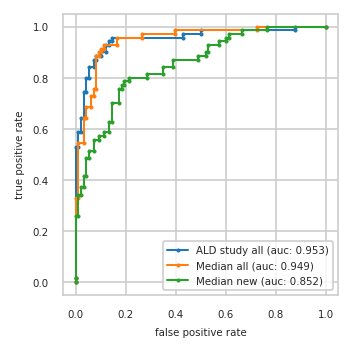 1.0
0.8
0.6
0.4
0.2
0.0
true positive rate
ALD study all (auc: 0.953)
Median all (auc: 0.949)
Median new (auc: 0.852)
0.0 0.2 0.4 0.6 0.8 1.0
false positive rate